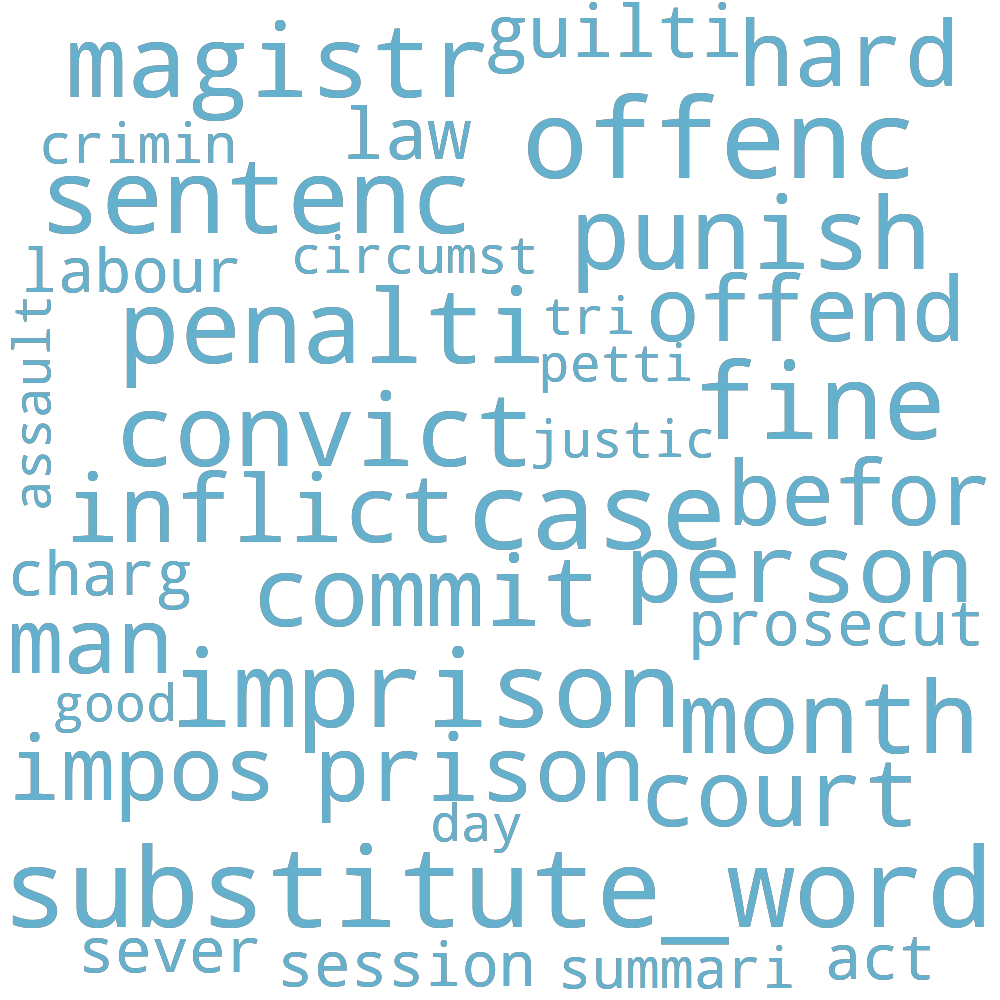 magistr guilti hard
crimin law offenc
sentenc punish
labour circumst
assault penalti tri offend
petti fine
convict justic
inflict case befor
charg commit person
man prosecut
good imprison month
impos prison court
day
substitute_word
sever session summari act